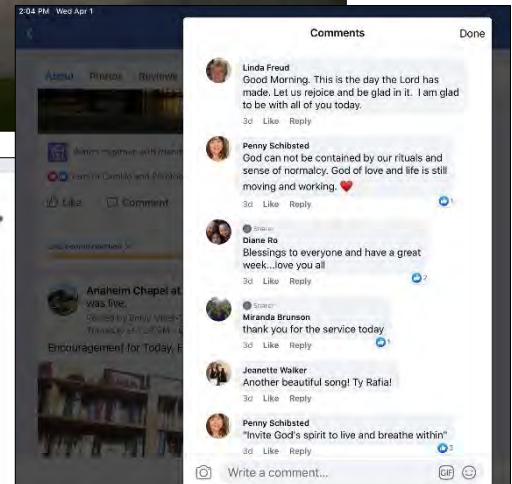 2:04 PM Wed Apr 1
Comments
Done
Linda Freud
Good Morning. This is the day the Lord has
made. Let us rejoice and be glad in it. I am glad
to be with all of you today.
3d Like Reply
Penny Schibsted
God can not be contained by our rituals and
sense of normalcy. God of love and life is still
moving and working. ❤️
3d Like Reply
1
Sharer
Diane Ro
Blessings to everyone and have a great
week...love you all
3d Like Reply
2
Sharer
Miranda Brunson
thank you for the service today
3d Like Reply
1
Jeanette Walker
Another beautiful song! Ty Rafia!
3d Like Reply
Penny Schibsted
"Invite God's spirit to live and breathe within"
3d Like Reply
3
Write a comment...
GIF
About Photos Reviews
Like Comment
Anaheim Chapel at
was live.
Encouragement for Today, F